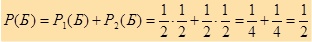 P(Б) = P₁(Б) + P₂(Б) = 1/2 · 1/2 + 1/2 · 1/2 = 1/4 + 1/4 = 1/2